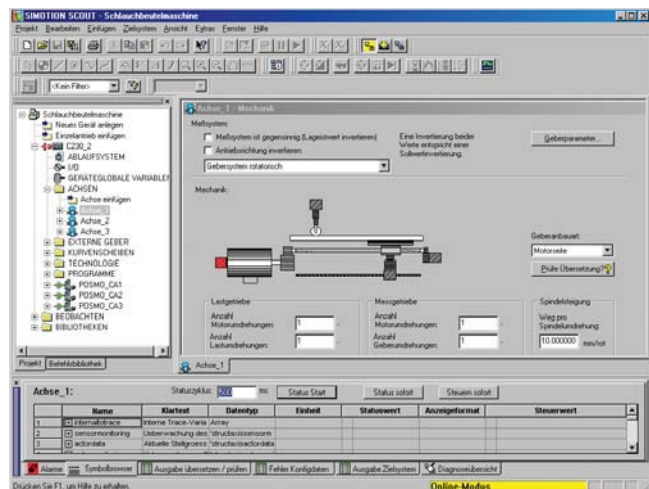 SIMOTION SCOUT - Schlauchbeutelmaschine
Projekt Bearbeiten Einfügen Zielsystem Ansicht Extras Fenster Hilfe
<Kein Filter>
Schlauchbeutelmaschine
Neues Gerät anlegen
Einzelantrieb einfügen
C230_2
ABLAUFSYSTEM
I/O
GERÄTEGLOBALE VARIABLEN
ACHSEN
Achse einfügen
Achse_1
Achse_2
Achse_3
EXTERNE GEBER
KURVENSCHEIBEN
TECHNOLOGIE
PROGRAMME
POSMO_CA1
POSMO_CA2
POSMO_CA3
BEOBACHTEN
BIBLIOTHEKEN
Projekt Befehlsbibliothek
Achse_1 - Mechanik
Meßsystem:
Meßsystem ist gegensinnig (Lageistwert invertieren)
Antriebsrichtung invertieren
Eine Invertierung beider
Werte entspricht einer
Sollwertinvertierung.
Geberparameter...
Gebersystem rotatorisch
Mechanik:
Geberanbauart:
Motorseite
Prüfe Übersetzung?
Lastgetriebe
Anzahl
Motorumdrehungen:
1
Anzahl
Lastumdrehungen:
1
Messgetriebe
Anzahl
Motorumdrehungen:
1
Anzahl
Geberumdrehungen:
1
Spindelsteigung
Weg pro
Spindelumdrehung:
10.000000 mm/rot
Achse_1
Achse_1:
Statuszyklus: 200 ms
Status Start
Status sofort
Steuern sofort
Name Klartext Datentyp Einheit Statuswert Anzeigeformat Steuerwert
1 internaltotrace Interne Trace-Varia Array
2 sensormonitoring Ueberwachung des 'structaxissensorm
3 actordata Aktuelle Stellgroess 'structaxisactordata
Alarme Symbolbrowser Ausgabe übersetzen / prüfen Fehler Konfigdaten Ausgabe Zielsystem Diagnoseübersicht
Drücken Sie F1, um Hilfe zu erhalten.
Online-Modus